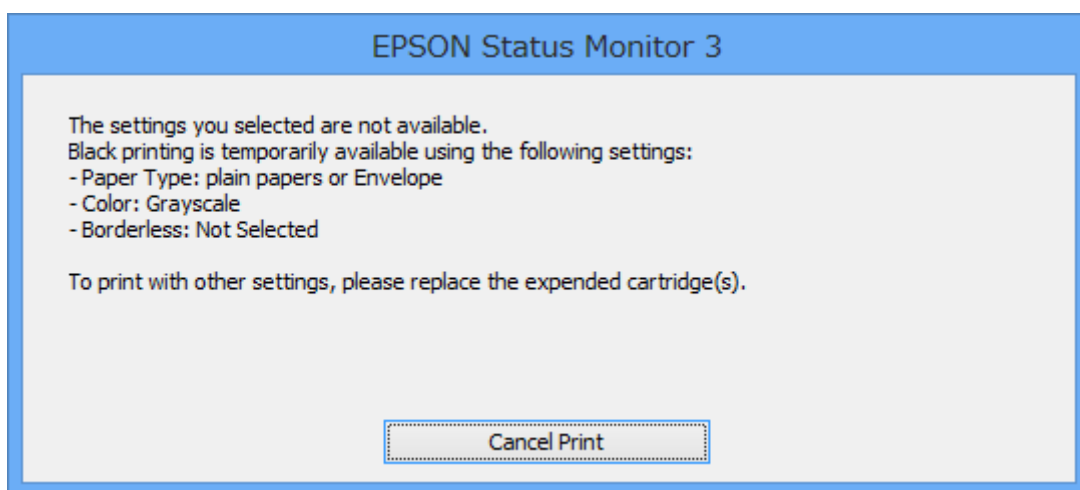 EPSON Status Monitor 3
The settings you selected are not available.
Black printing is temporarily available using the following settings:
- Paper Type: plain papers or Envelope
- Color: Grayscale
- Borderless: Not Selected
To print with other settings, please replace the expended cartridge(s).
Cancel Print